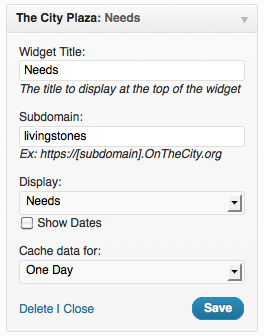 The City Plaza: Needs
Widget Title:
Needs
The title to display at the top of the widget
Subdomain:
livingstones
Ex: https://[subdomain].OnTheCity.org
Display:
Needs
Show Dates
Cache data for:
One Day
Delete | Close Save